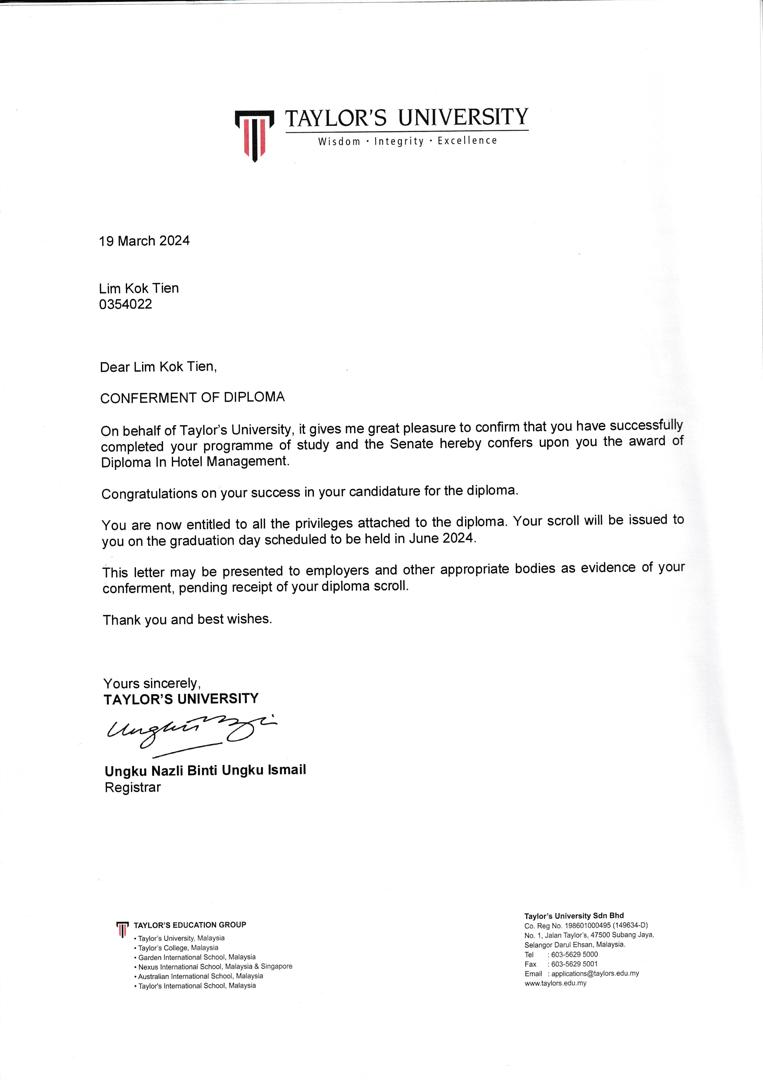 TAYLOR'S UNIVERSITY
Wisdom · Integrity · Excellence
19 March 2024
Lim Kok Tien
0354022
Dear Lim Kok Tien,
CONFERMENT OF DIPLOMA
On behalf of Taylor's University, it gives me great pleasure to confirm that you have successfully
completed your programme of study and the Senate hereby confers upon you the award of
Diploma In Hotel Management.
Congratulations on your success in your candidature for the diploma.
You are now entitled to all the privileges attached to the diploma. Your scroll will be issued to
you on the graduation day scheduled to be held in June 2024.
This letter may be presented to employers and other appropriate bodies as evidence of your
conferment, pending receipt of your diploma scroll.
Thank you and best wishes.
Yours sincerely,
TAYLOR'S UNIVERSITY
Ungku Nazli Binti Ungku Ismail
Registrar
TAYLOR'S EDUCATION GROUP
• Taylor's University, Malaysia
• Taylor's College, Malaysia
• Garden International School, Malaysia
• Nexus International School, Malaysia & Singapore
• Australian International School, Malaysia
• Taylor's International School, Malaysia
Taylor's University Sdn Bhd
Co. Reg No. 198601000495 (149634-D)
No. 1, Jalan Taylor's, 47500 Subang Jaya,
Selangor Darul Ehsan, Malaysia.
Tel : 603-5629 5000
Fax : 603-5629 5001
Email : applications@taylors.edu.my
www.taylors.edu.my